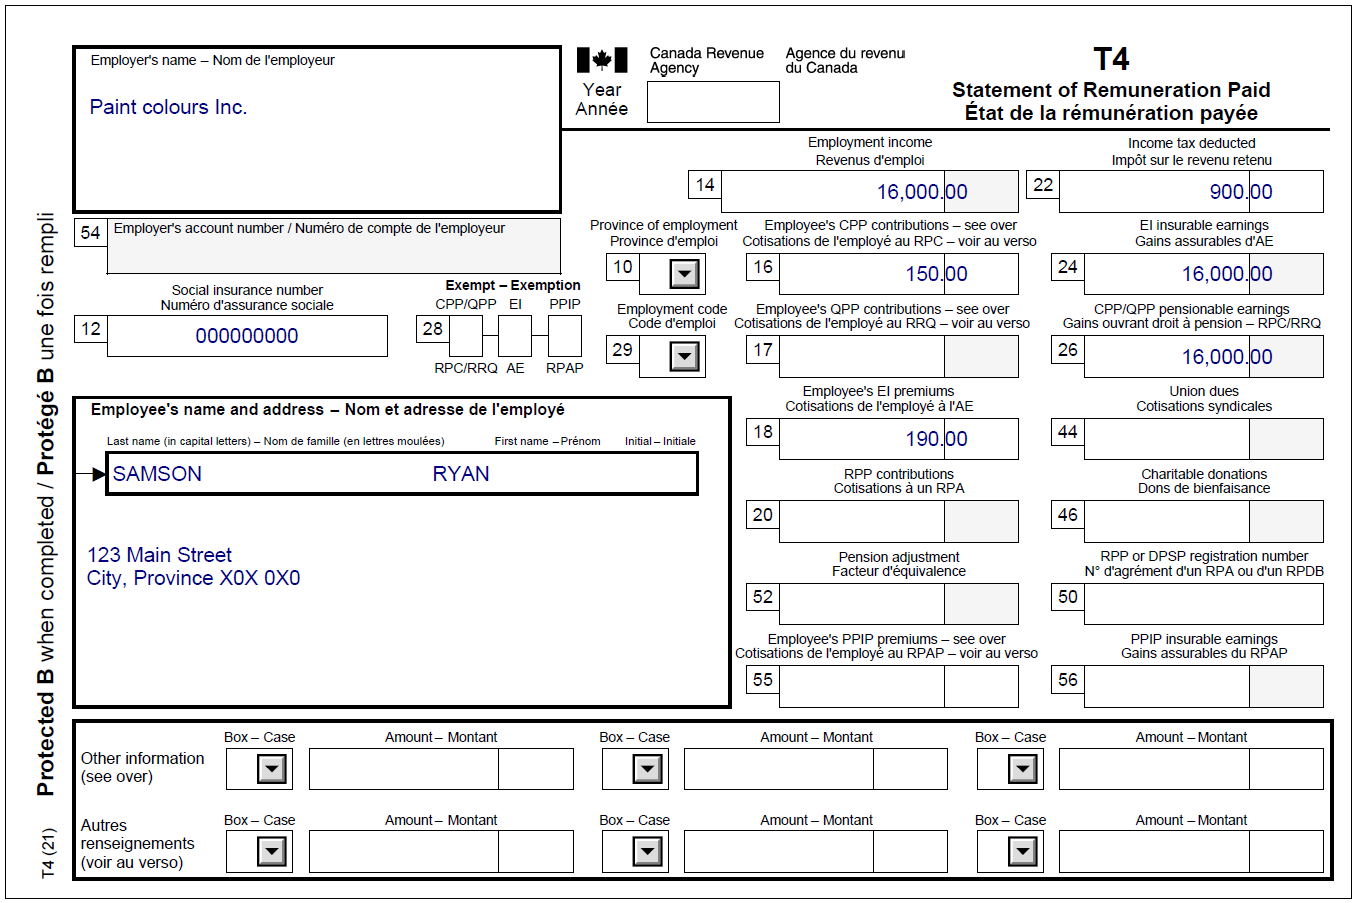 Employer's name – Nom de l'employeur
Paint colours Inc.
Canada Revenue Agency
Agence du revenu du Canada
Year
Année
T4
Statement of Remuneration Paid
État de la rémunération payée
Employment income
Revenus d'emploi
14 16,000.00
Income tax deducted
Impôt sur le revenu retenu
22 900.00
54 Employer's account number / Numéro de compte de l'employeur
Province of employment
Province d'emploi
10
Employee's CPP contributions – see over
Cotisations de l'employé au RPC – voir au verso
16 150.00
EI insurable earnings
Gains assurables d'AE
24 16,000.00
Social insurance number
Numéro d'assurance sociale
12 000000000
Exempt – Exemption
CPP/QPP EI PPIP
28
RPC/RRQ AE RPAP
Employment code
Code d'emploi
29
Employee's QPP contributions – see over
Cotisations de l'employé au RRQ – voir au verso
17
CPP/QPP pensionable earnings
Gains ouvrant droit à pension – RPC/RRQ
26 16,000.00
Employee's name and address – Nom et adresse de l'employé
Last name (in capital letters) – Nom de famille (en lettres moulées) First name – Prénom Initial – Initiale
SAMSON RYAN
123 Main Street
City, Province X0X 0X0
Employee's EI premiums
Cotisations de l'employé à l'AE
18 190.00
Union dues
Cotisations syndicales
44
RPP contributions
Cotisations à un RPA
20
Charitable donations
Dons de bienfaisance
46
Pension adjustment
Facteur d'équivalence
52
RPP or DPSP registration number
N° d'agrément d'un RPA ou d'un RPDB
50
Employee's PPIP premiums – see over
Cotisations de l'employé au RPAP – voir au verso
55
PPIP insurable earnings
Gains assurables du RPAP
56
Other information
(see over)
Box – Case Amount – Montant Box – Case Amount – Montant Box – Case Amount – Montant
Autres
renseignements
(voir au verso)
Box – Case Amount – Montant Box – Case Amount – Montant Box – Case Amount – Montant
Protected B when completed / Protégé B une fois rempli
T4 (21)